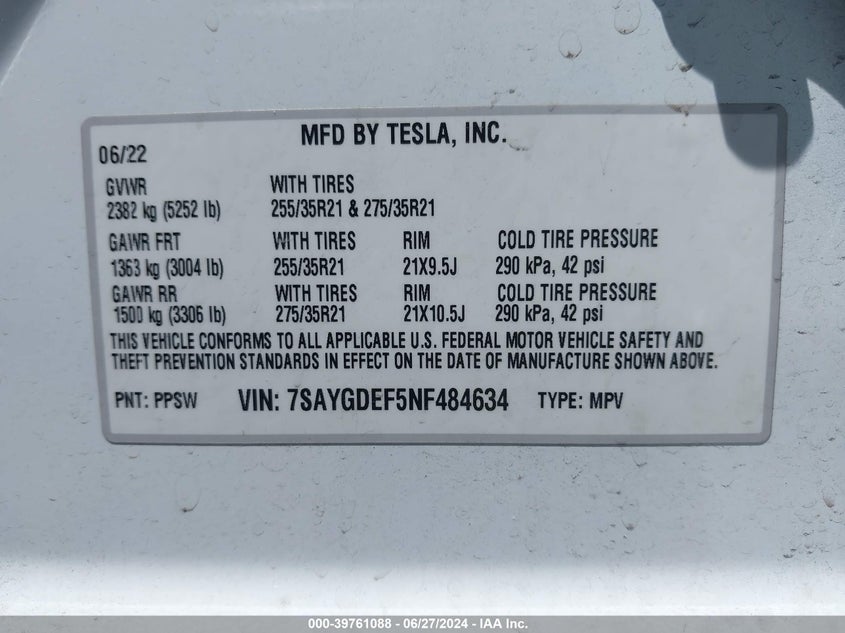 MFD BY TESLA, INC.
06/22
GVWR WITH TIRES
2382 kg (5252 lb) 255/35R21 & 275/35R21
GAWR FRT WITH TIRES RIM COLD TIRE PRESSURE
1363 kg (3004 lb) 255/35R21 21X9.5J 290 kPa, 42 psi
GAWR RR WITH TIRES RIM COLD TIRE PRESSURE
1500 kg (3306 lb) 275/35R21 21X10.5J 290 kPa, 42 psi
THIS VEHICLE CONFORMS TO ALL APPLICABLE U.S. FEDERAL MOTOR VEHICLE SAFETY AND
THEFT PREVENTION STANDARDS IN EFFECT ON THE DATE OF MANUFACTURE SHOWN ABOVE.
PNT: PPSW VIN: 7SAYGDEF5NF484634 TYPE: MPV
000-39761088 - 06/27/2024 - IAA Inc.